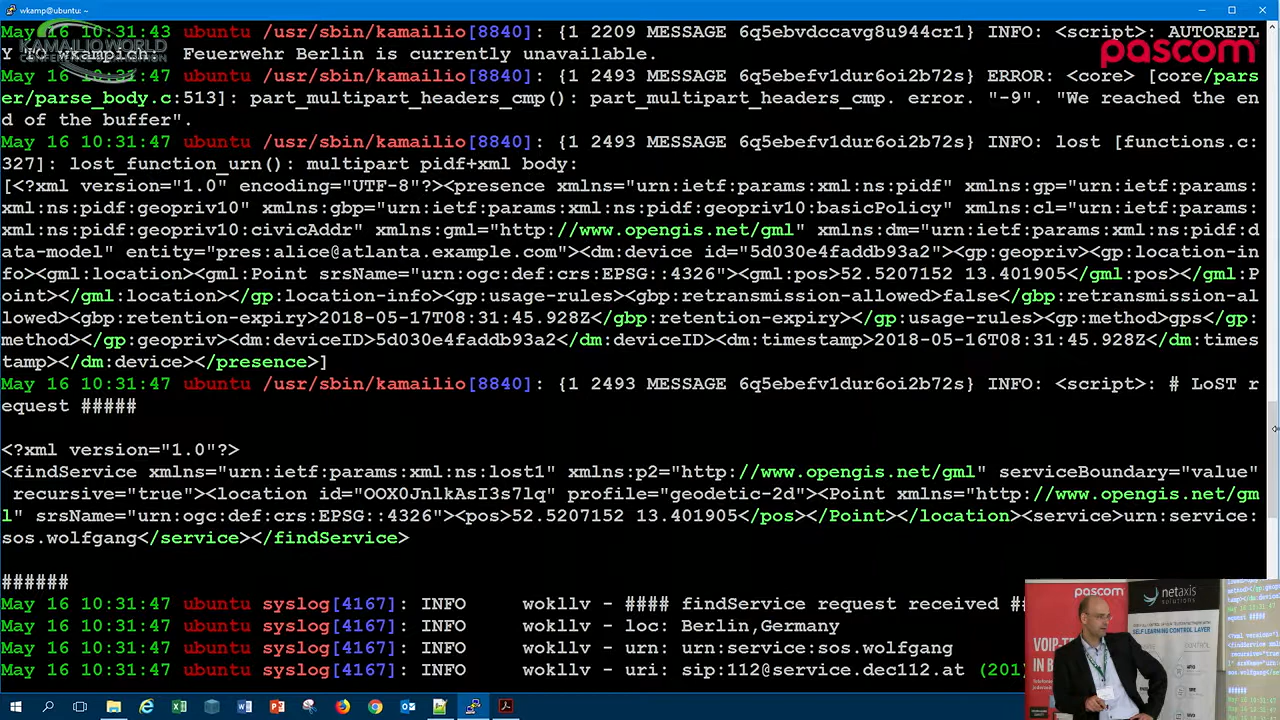 wkamp@ubuntu: ~
May 16 10:31:43 ubuntu /usr/sbin/kamailio[8840]: {1 2209 MESSAGE 6q5ebvdccavg8u944cr1} INFO: <script>: AUTOREPL
Y TO wkampich: Feuerwehr Berlin is currently unavailable.
KAMAILIO WORLD
CONFERENCE & EXHIBITION
pascom
May 16 10:31:47 ubuntu /usr/sbin/kamailio[8840]: {1 2493 MESSAGE 6q5ebefv1dur6oi2b72s} ERROR: <core> [core/pars
er/parse_body.c:513]: part_multipart_headers_cmp(): part_multipart_headers_cmp. error. "-9". "We reached the en
d of the buffer".
May 16 10:31:47 ubuntu /usr/sbin/kamailio[8840]: {1 2493 MESSAGE 6q5ebefv1dur6oi2b72s} INFO: lost [functions.c:
327]: lost_function_urn(): multipart pidf+xml body:
[<?xml version="1.0" encoding="UTF-8"?><presence xmlns="urn:ietf:params:xml:ns:pidf" xmlns:gp="urn:ietf:params:
xml:ns:pidf:geopriv10" xmlns:gbp="urn:ietf:params:xml:ns:pidf:geopriv10:basicPolicy" xmlns:cl="urn:ietf:params:
xml:ns:pidf:geopriv10:civicAddr" xmlns:gml="http://www.opengis.net/gml" xmlns:dm="urn:ietf:params:xml:ns:pidf:d
ata-model" entity="pres:alice@atlanta.example.com"><dm:device id="5d030e4faddb93a2"><gp:geopriv><gp:location-in
fo><gml:location><gml:Point srsName="urn:ogc:def:crs:EPSG::4326"><gml:pos>52.5207152 13.401905</gml:pos></gml:P
oint></gml:location></gp:location-info><gp:usage-rules><gbp:retransmission-allowed>false</gbp:retransmission-al
lowed><gbp:retention-expiry>2018-05-17T08:31:45.928Z</gbp:retention-expiry></gp:usage-rules><gp:method>gps</gp:
method></gp:geopriv><dm:deviceID>5d030e4faddb93a2</dm:deviceID><dm:timestamp>2018-05-16T08:31:45.928Z</dm:times
tamp></dm:device></presence>]
May 16 10:31:47 ubuntu /usr/sbin/kamailio[8840]: {1 2493 MESSAGE 6q5ebefv1dur6oi2b72s} INFO: <script>: # LoST r
equest #####
<?xml version="1.0"?>
<findService xmlns="urn:ietf:params:xml:ns:lost1" xmlns:p2="http://www.opengis.net/gml" serviceBoundary="value"
recursive="true"><location id="OOX0JnlkAsI3s7lq" profile="geodetic-2d"><Point xmlns="http://www.opengis.net/gm
l" srsName="urn:ogc:def:crs:EPSG::4326"><pos>52.5207152 13.401905</pos></Point></location><service>urn:service:
sos.wolfgang</service></findService>
######
May 16 10:31:47 ubuntu syslog[4167]: INFO wokllv - #### findService request received ##
May 16 10:31:47 ubuntu syslog[4167]: INFO wokllv - loc: Berlin,Germany
May 16 10:31:47 ubuntu syslog[4167]: INFO wokllv - urn: urn:service:sos.wolfgang
May 16 10:31:47 ubuntu syslog[4167]: INFO wokllv - uri: sip:112@service.dec112.at (201
pascom
netaxis
solutions
SELF LEARNING CONTROL LAYER